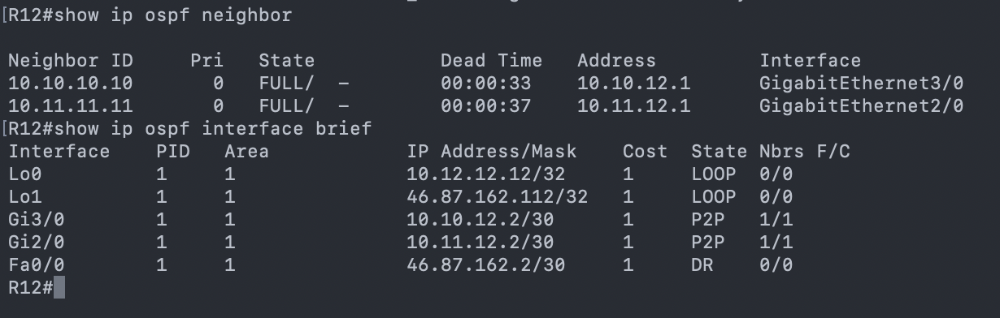 [R12#show ip ospf neighbor
Neighbor ID     Pri   State           Dead Time   Address         Interface
10.10.10.10       0   FULL/  -        00:00:33    10.10.12.1      GigabitEthernet3/0
10.11.11.11       0   FULL/  -        00:00:37    10.11.12.1      GigabitEthernet2/0
[R12#show ip ospf interface brief
Interface    PID   Area            IP Address/Mask    Cost  State Nbrs F/C
Lo0          1     1               10.12.12.12/32     1     LOOP  0/0
Lo1          1     1               46.87.162.112/32   1     LOOP  0/0
Gi3/0        1     1               10.10.12.2/30      1     P2P   1/1
Gi2/0        1     1               10.11.12.2/30      1     P2P   1/1
Fa0/0        1     1               46.87.162.2/30     1     DR    0/0
R12#